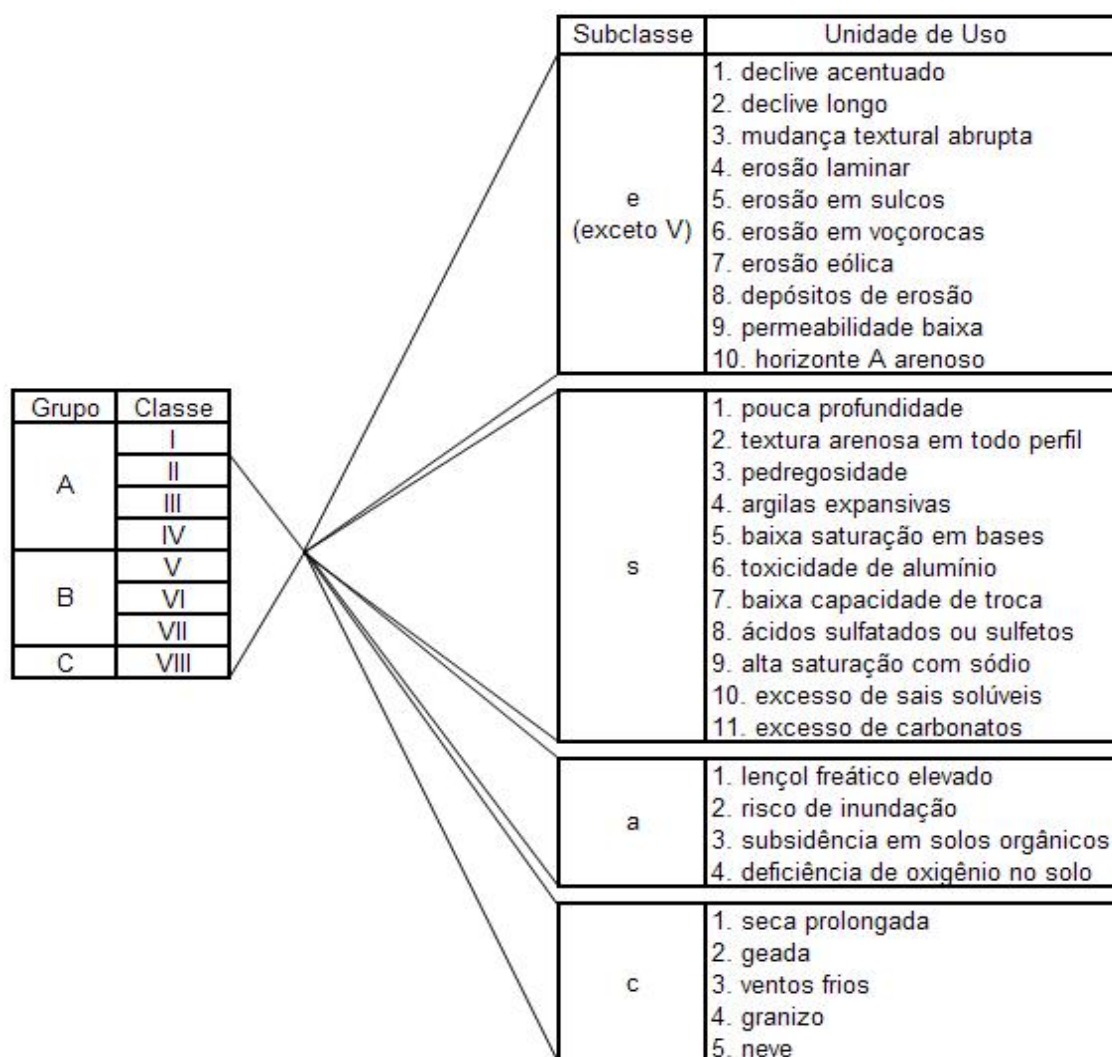 Subclasse Unidade de Uso
e
(exceto V)
1. declive acentuado
2. declive longo
3. mudança textural abrupta
4. erosão laminar
5. erosão em sulcos
6. erosão em voçorocas
7. erosão eólica
8. depósitos de erosão
9. permeabilidade baixa
10. horizonte A arenoso
Grupo Classe
A
I
II
III
IV
B
V
VI
VII
C VIII
s
1. pouca profundidade
2. textura arenosa em todo perfil
3. pedregosidade
4. argilas expansivas
5. baixa saturação em bases
6. toxicidade de alumínio
7. baixa capacidade de troca
8. ácidos sulfatados ou sulfetos
9. alta saturação com sódio
10. excesso de sais solúveis
11. excesso de carbonatos
a
1. lençol freático elevado
2. risco de inundação
3. subsidência em solos orgânicos
4. deficiência de oxigênio no solo
c
1. seca prolongada
2. geada
3. ventos frios
4. granizo
5. neve